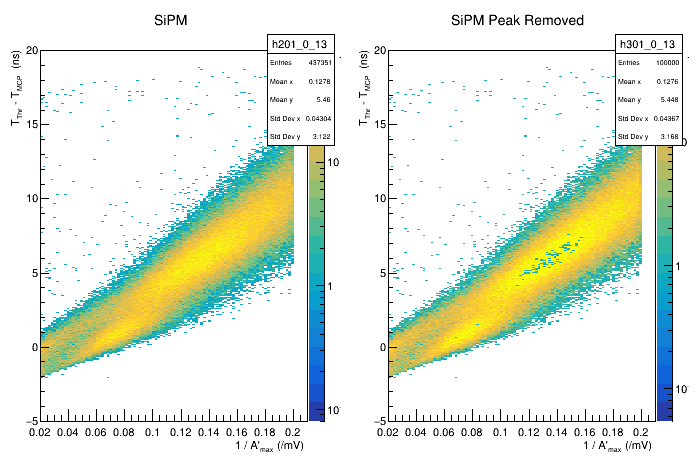 SiPM
SiPM Peak Removed
h201_0_13
Entries 437351
Mean x 0.1278
Mean y 5.46
Std Dev x 0.04304
Std Dev y 3.122
h301_0_13
Entries 100000
Mean x 0.1276
Mean y 5.448
Std Dev x 0.04367
Std Dev y 3.168
T_Thr - T_MCP (ns)
20
15
10
5
0
−5
0.02 0.04 0.06 0.08 0.1 0.12 0.14 0.16 0.18 0.2
1 / A'_max (/mV)
10
1
10
T_Thr - T_MCP (ns)
20
15
10
5
0
−5
0.02 0.04 0.06 0.08 0.1 0.12 0.14 0.16 0.18 0.2
1 / A'_max (/mV)
1
10